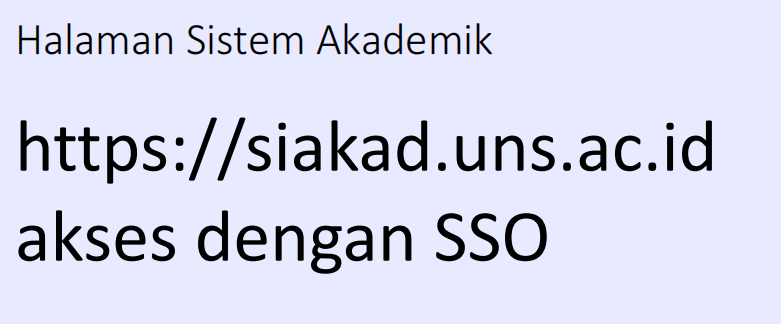 Halaman Sistem Akademik
https://siakad.uns.ac.id
akses dengan SSO